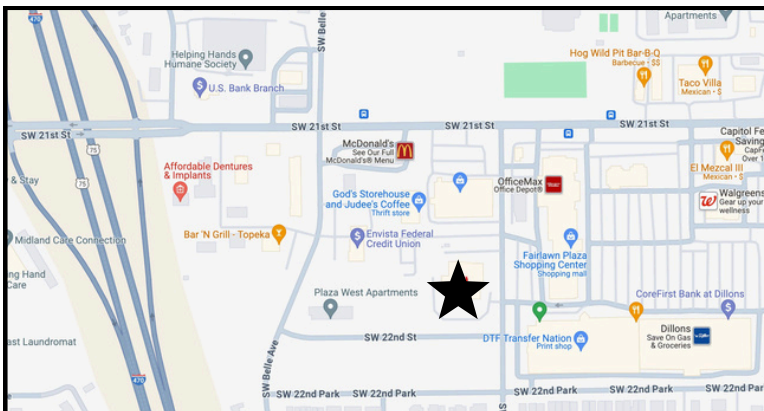 470
SW Belle
Apartments
Helping Hands
Humane Society
U.S. Bank Branch
Hog Wild Pit Bar-B-Q
Barbecue • $$
Taco Villa
Mexican • $
SW 21st St
SW 21st St
SW 21st St
SW 21st St
75
McDonald's
See Our Full
McDonald's® Menu
Capitol Fe
Saving
CapF
Over 1
El Mezcal III
Mexican • $
& Stay
75
Affordable Dentures
& Implants
God's Storehouse
and Judee's Coffee
Thrift store
OfficeMax
Office Depot®
Walgreens
Gear up your
wellness
Midland Care Connection
Bar 'N Grill - Topeka
Envista Federal
Credit Union
Fairlawn Plaza
Shopping Center
Shopping mall
ng Hand
Care
Plaza West Apartments
CoreFirst Bank at Dillons
ast Laundromat
SW 22nd St
DTF Transfer Nation
Print shop
Dillons
Save On Gas
& Groceries
SW Belle Ave
470
SW 22nd Park
SW 22nd Park
SW 22nd Park
SW 22nd Park
SW 22nd Park